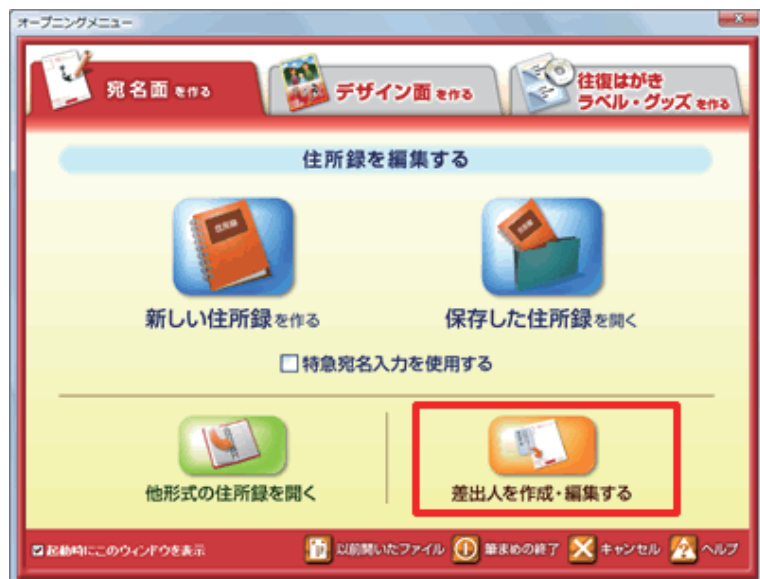 オープニングメニュー
宛名面 を作る
デザイン面 を作る
往復はがき
ラベル・グッズ を作る
住所録を編集する
住所録
新しい住所録を作る
保存した住所録を開く
特急宛名入力を使用する
他形式の住所録を開く
差出人を作成・編集する
起動時にこのウィンドウを表示
以前開いたファイル
筆まめの終了
キャンセル
ヘルプ